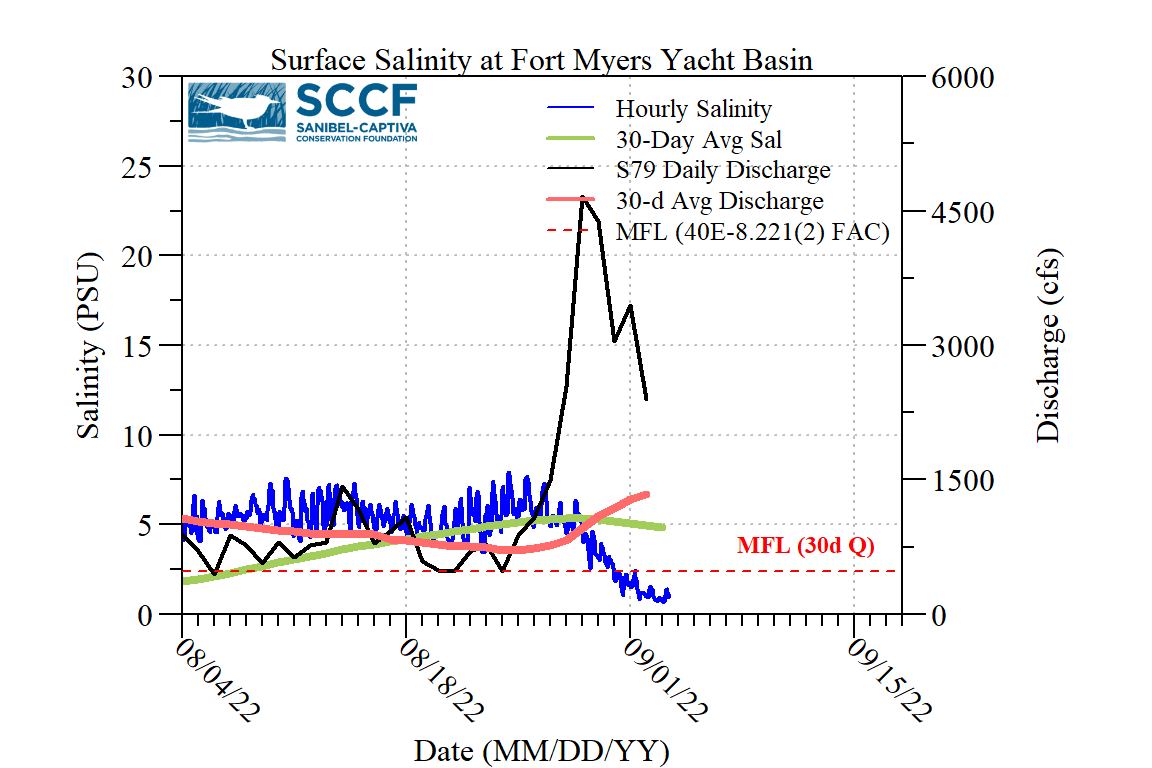 Surface Salinity at Fort Myers Yacht Basin
SCCF
SANIBEL-CAPTIVA
CONSERVATION FOUNDATION
Hourly Salinity
30-Day Avg Sal
S79 Daily Discharge
30-d Avg Discharge
MFL (40E-8.221(2) FAC)
30
25
20
15
10
5
0
Salinity (PSU)
6000
4500
3000
1500
0
Discharge (cfs)
MFL (30d Q)
08/04/22
08/18/22
09/01/22
09/15/22
Date (MM/DD/YY)